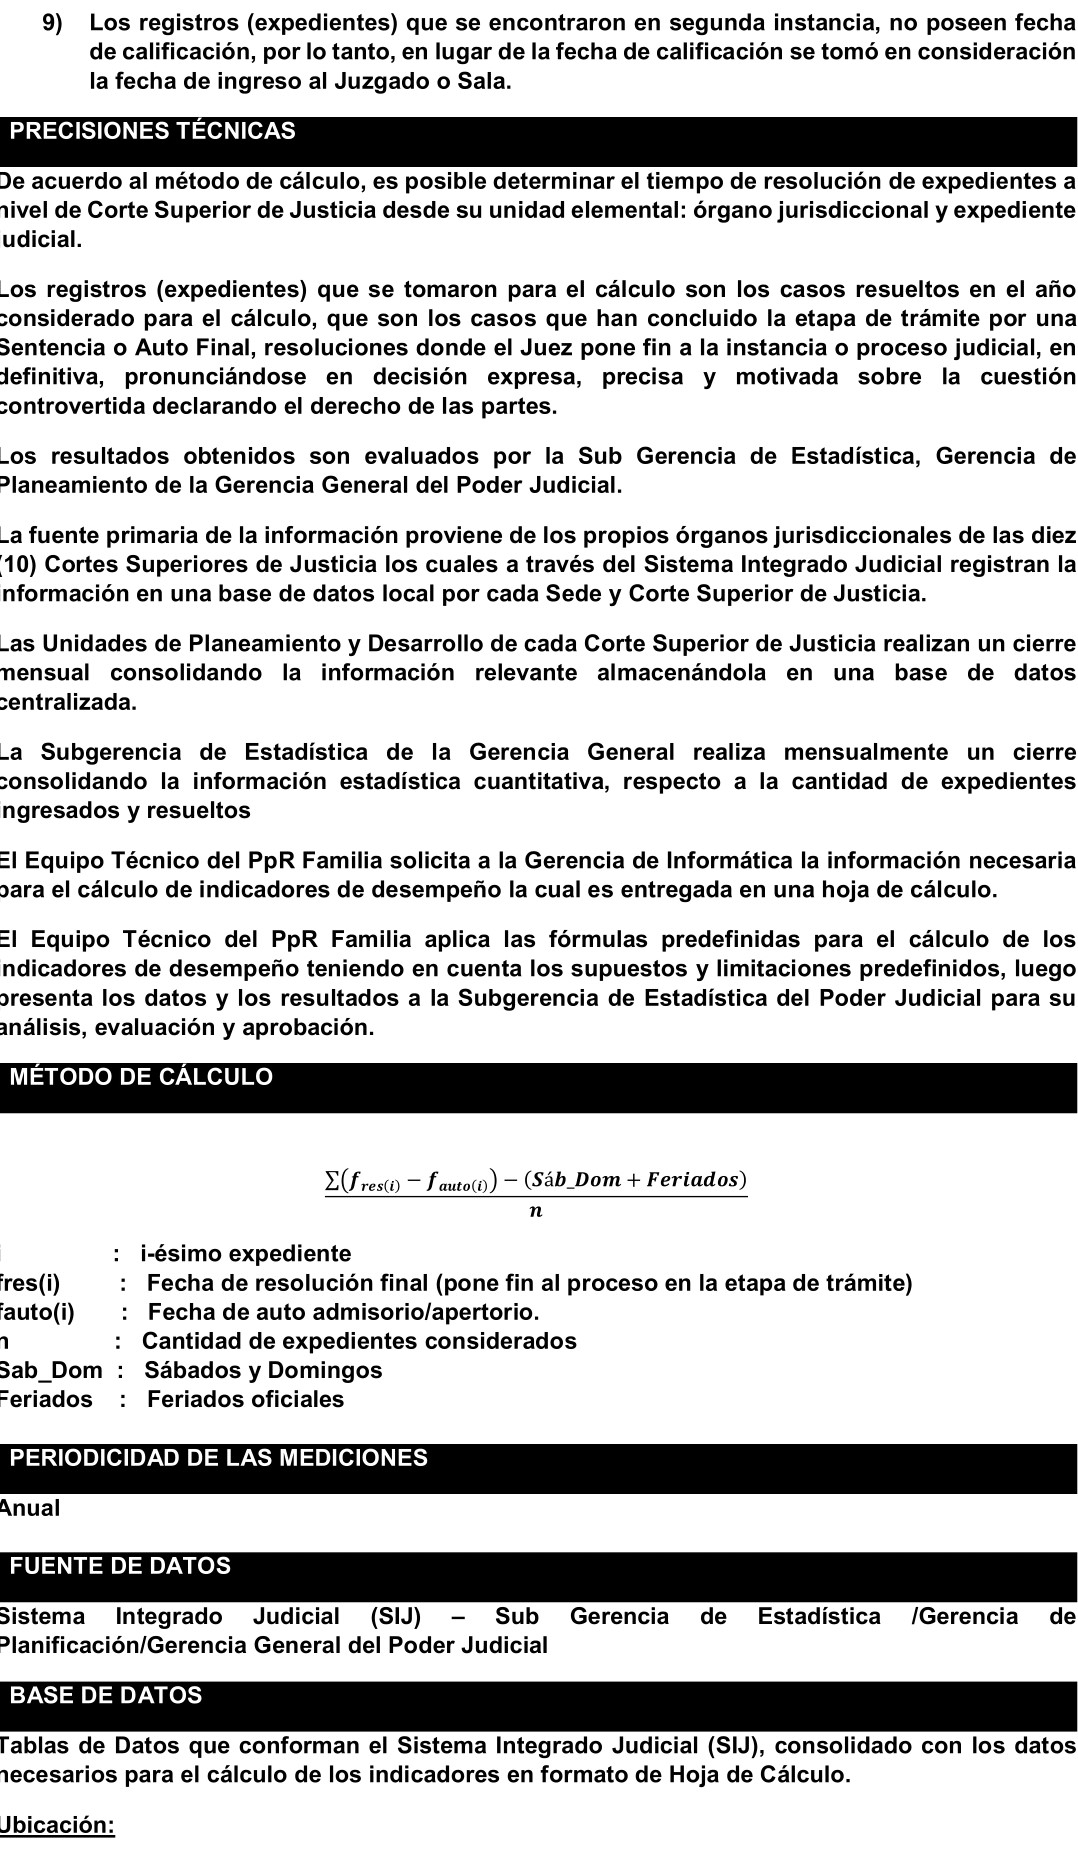 9) Los registros (expedientes) que se encontraron en segunda instancia, no poseen fecha
de calificación, por lo tanto, en lugar de la fecha de calificación se tomó en consideración
la fecha de ingreso al Juzgado o Sala.
PRECISIONES TÉCNICAS
De acuerdo al método de cálculo, es posible determinar el tiempo de resolución de expedientes a
nivel de Corte Superior de Justicia desde su unidad elemental: órgano jurisdiccional y expediente
judicial.
Los registros (expedientes) que se tomaron para el cálculo son los casos resueltos en el año
considerado para el cálculo, que son los casos que han concluido la etapa de trámite por una
Sentencia o Auto Final, resoluciones donde el Juez pone fin a la instancia o proceso judicial, en
definitiva, pronunciándose en decisión expresa, precisa y motivada sobre la cuestión
controvertida declarando el derecho de las partes.
Los resultados obtenidos son evaluados por la Sub Gerencia de Estadística, Gerencia de
Planeamiento de la Gerencia General del Poder Judicial.
La fuente primaria de la información proviene de los propios órganos jurisdiccionales de las diez
(10) Cortes Superiores de Justicia los cuales a través del Sistema Integrado Judicial registran la
información en una base de datos local por cada Sede y Corte Superior de Justicia.
Las Unidades de Planeamiento y Desarrollo de cada Corte Superior de Justicia realizan un cierre
mensual consolidando la información relevante almacenándola en una base de datos
centralizada.
La Subgerencia de Estadística de la Gerencia General realiza mensualmente un cierre
consolidando la información estadística cuantitativa, respecto a la cantidad de expedientes
ingresados y resueltos
El Equipo Técnico del PpR Familia solicita a la Gerencia de Informática la información necesaria
para el cálculo de indicadores de desempeño la cual es entregada en una hoja de cálculo.
El Equipo Técnico del PpR Familia aplica las fórmulas predefinidas para el cálculo de los
indicadores de desempeño teniendo en cuenta los supuestos y limitaciones predefinidos, luego
presenta los datos y los resultados a la Subgerencia de Estadística del Poder Judicial para su
análisis, evaluación y aprobación.
MÉTODO DE CÁLCULO
∑(f res(i) − f auto(i)) − (Sáb_Dom + Feriados)
n
i : i-ésimo expediente
fres(i) : Fecha de resolución final (pone fin al proceso en la etapa de trámite)
fauto(i) : Fecha de auto admisorio/apertorio.
n : Cantidad de expedientes considerados
Sab_Dom : Sábados y Domingos
Feriados : Feriados oficiales
PERIODICIDAD DE LAS MEDICIONES
Anual
FUENTE DE DATOS
Sistema Integrado Judicial (SIJ) – Sub Gerencia de Estadística /Gerencia de
Planificación/Gerencia General del Poder Judicial
BASE DE DATOS
Tablas de Datos que conforman el Sistema Integrado Judicial (SIJ), consolidado con los datos
necesarios para el cálculo de los indicadores en formato de Hoja de Cálculo.
Ubicación: